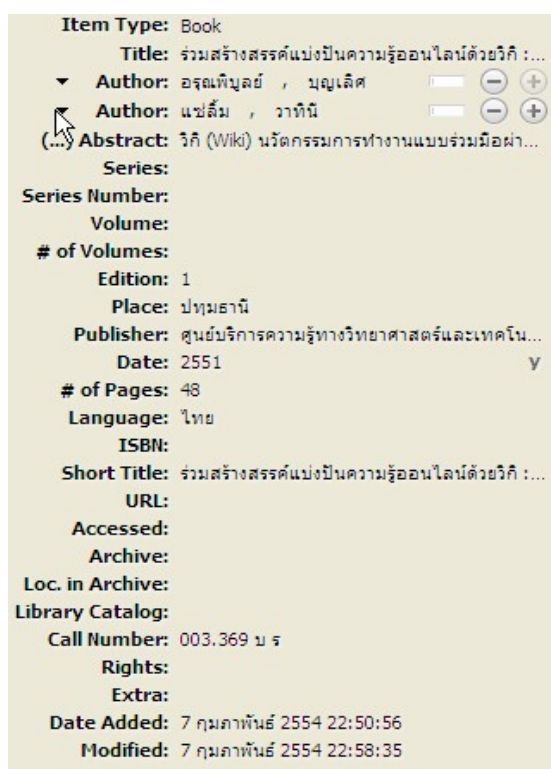 Item Type: Book
Title: ร่วมสร้างสรรค์แบ่งปันความรู้ออนไลน์ด้วยวิกิ :...
Author: อรุณพิบูลย์ , บุญเลิศ
Author: แซ่ลิ้ม , วาทินี
(...) Abstract: วิกิ (Wiki) นวัตกรรมการทำงานแบบร่วมมือผ่า...
Series:
Series Number:
Volume:
# of Volumes:
Edition: 1
Place: ปทุมธานี
Publisher: ศูนย์บริการความรู้ทางวิทยาศาสตร์และเทคโน...
Date: 2551 y
# of Pages: 48
Language: ไทย
ISBN:
Short Title: ร่วมสร้างสรรค์แบ่งปันความรู้ออนไลน์ด้วยวิกิ :...
URL:
Accessed:
Archive:
Loc. in Archive:
Library Catalog:
Call Number: 003.369 บ ร
Rights:
Extra:
Date Added: 7 กุมภาพันธ์ 2554 22:50:56
Modified: 7 กุมภาพันธ์ 2554 22:58:35